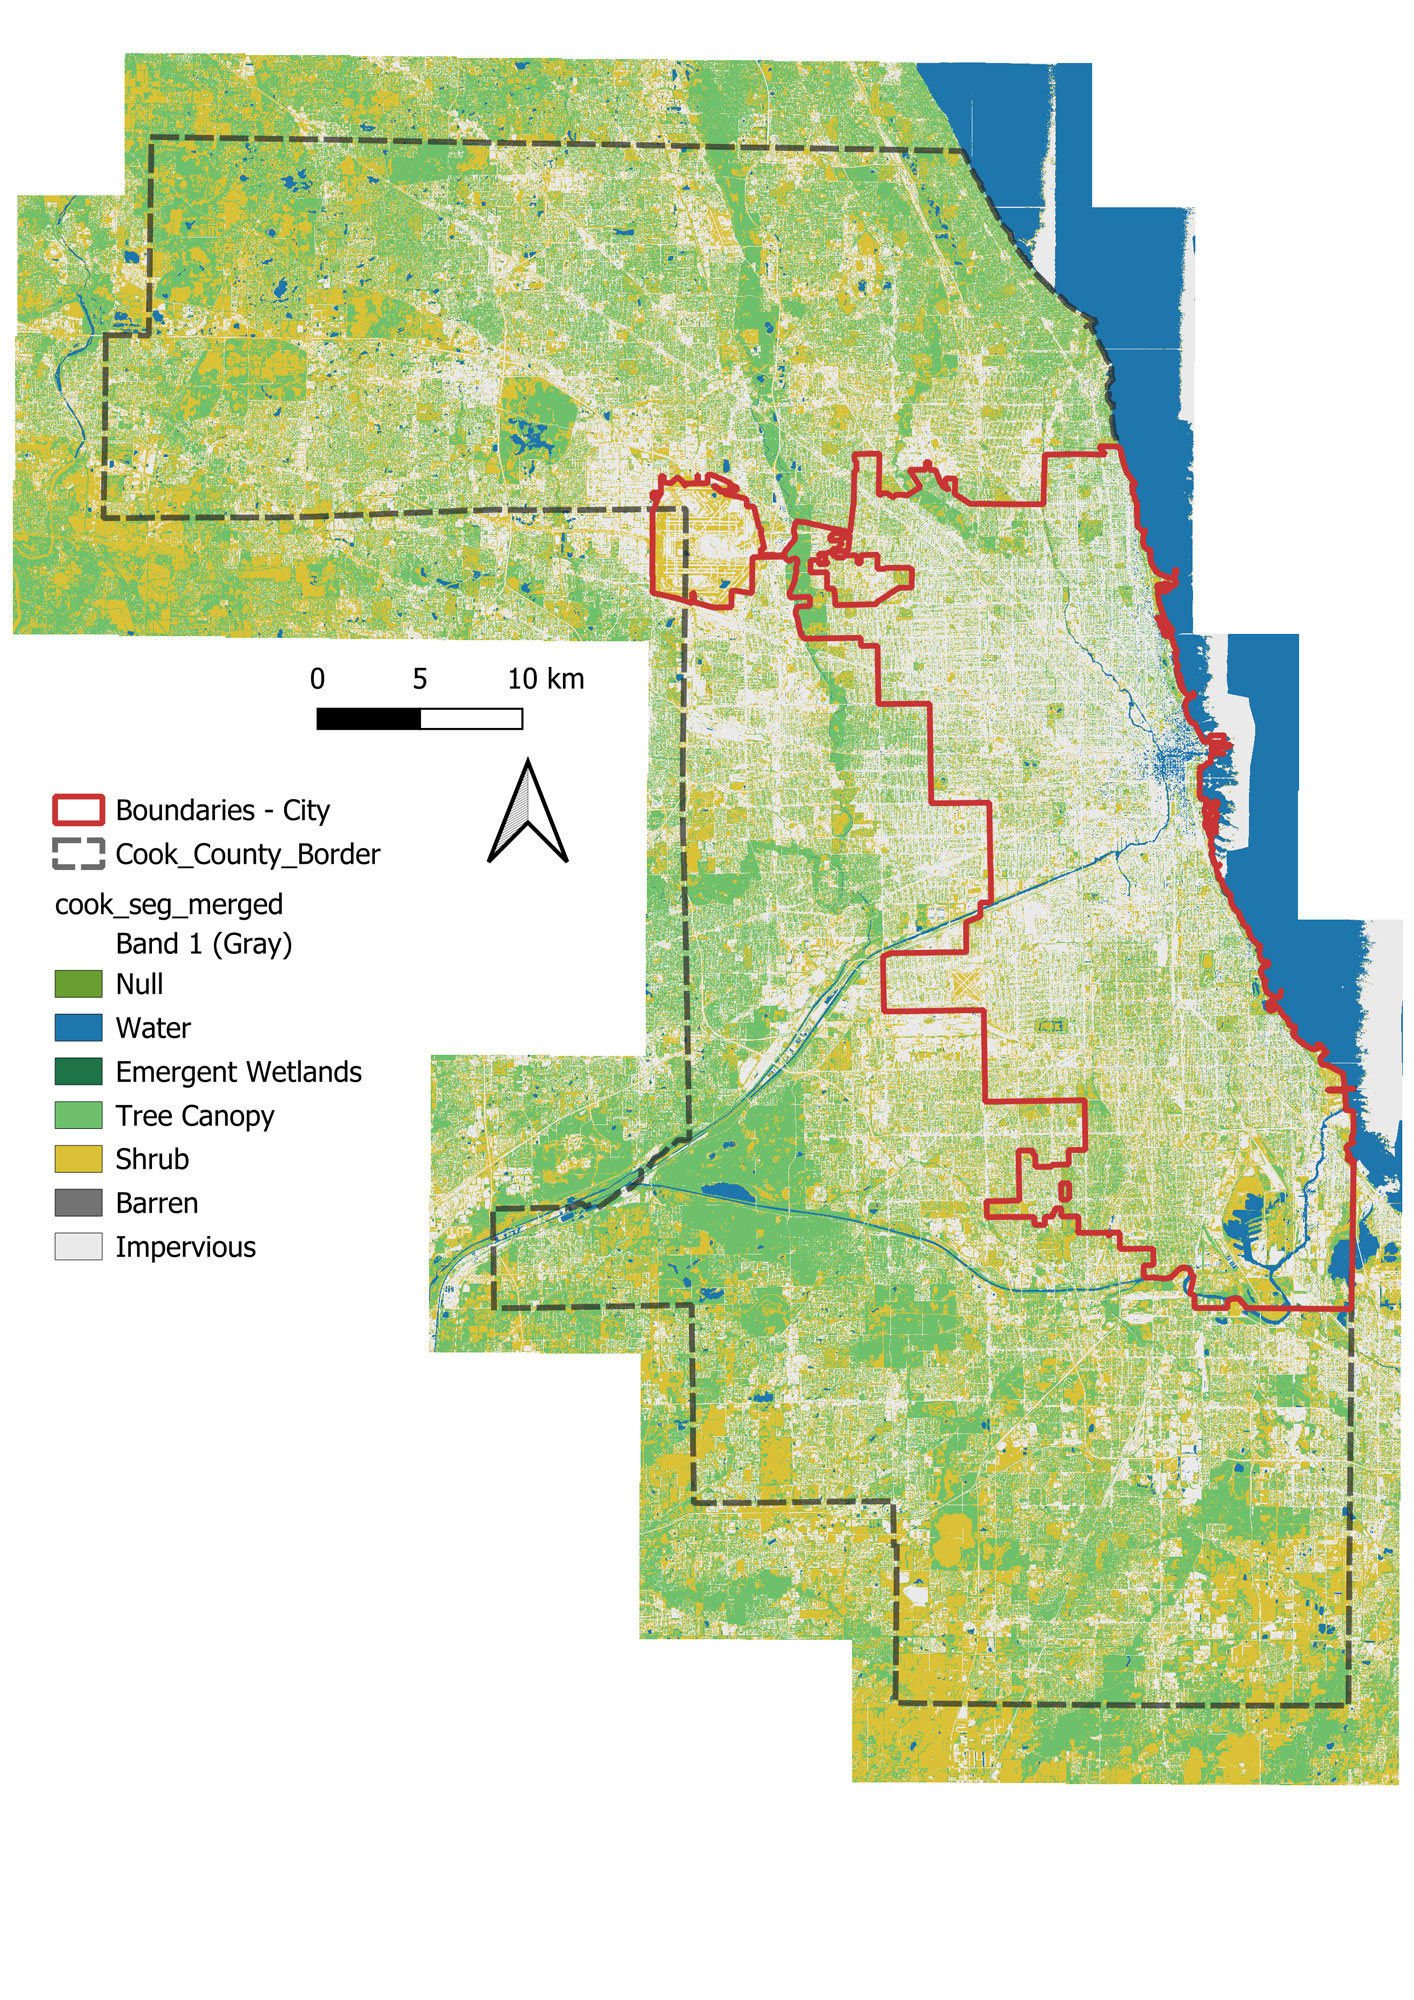 0 5 10 km
Boundaries - City
Cook_County_Border
cook_seg_merged
Band 1 (Gray)
Null
Water
Emergent Wetlands
Tree Canopy
Shrub
Barren
Impervious